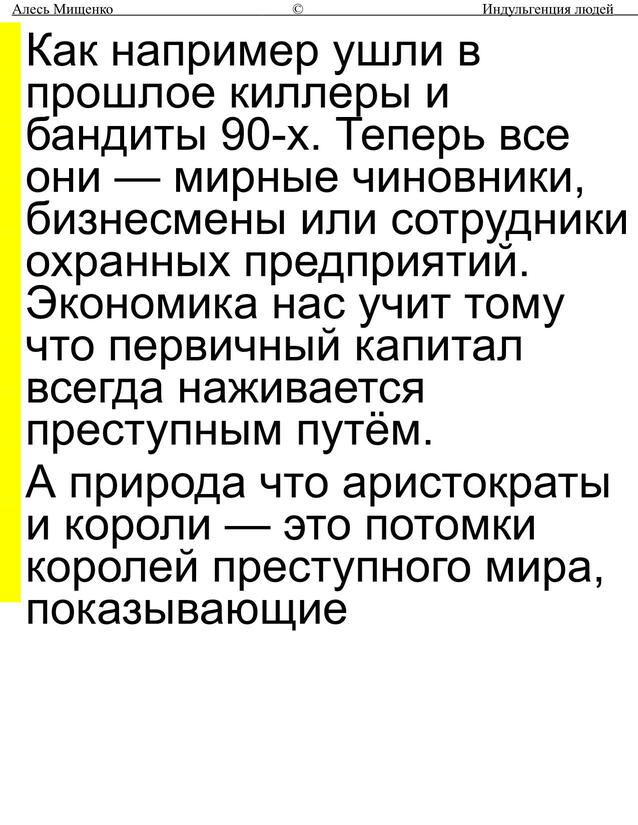 Алесь Мищенко © Индульгенция людей
Как например ушли в
прошлое киллеры и
бандиты 90-х. Теперь все
они — мирные чиновники,
бизнесмены или сотрудники
охранных предприятий.
Экономика нас учит тому
что первичный капитал
всегда наживается
преступным путём.
А природа что аристократы
и короли — это потомки
королей преступного мира,
показывающие